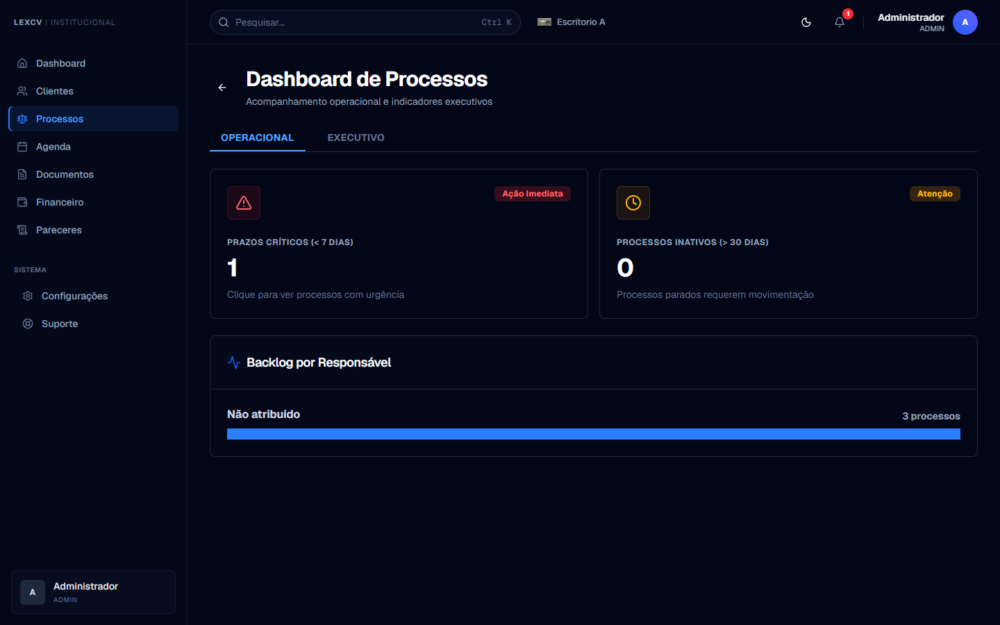 LEXCV | INSTITUCIONAL
Dashboard
Clientes
Processos
Agenda
Documentos
Financeiro
Pareceres
SISTEMA
Configurações
Suporte
A
Administrador
ADMIN
Pesquisar...
Ctrl K
Escritorio A
1
Administrador
ADMIN
A
Dashboard de Processos
Acompanhamento operacional e indicadores executivos
OPERACIONAL
EXECUTIVO
Ação Imediata
PRAZOS CRÍTICOS (< 7 DIAS)
1
Clique para ver processos com urgência
Atenção
PROCESSOS INATIVOS (> 30 DIAS)
0
Processos parados requerem movimentação
Backlog por Responsável
Não atribuído
3 processos